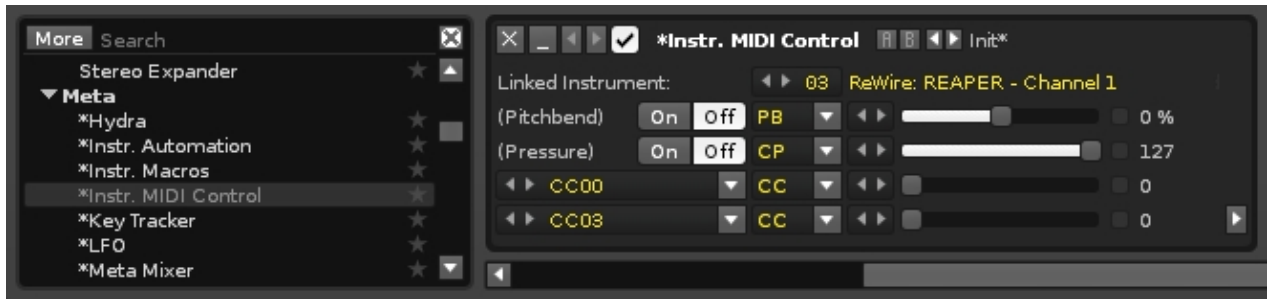 More Search
Stereo Expander
Meta
*Hydra
*Instr. Automation
*Instr. Macros
*Instr. MIDI Control
*Key Tracker
*LFO
*Meta Mixer
*Instr. MIDI Control A B Init*
Linked Instrument: 03 ReWire: REAPER - Channel 1
(Pitchbend) On Off PB 0 %
(Pressure) On Off CP 127
CC00 CC 0
CC03 CC 0